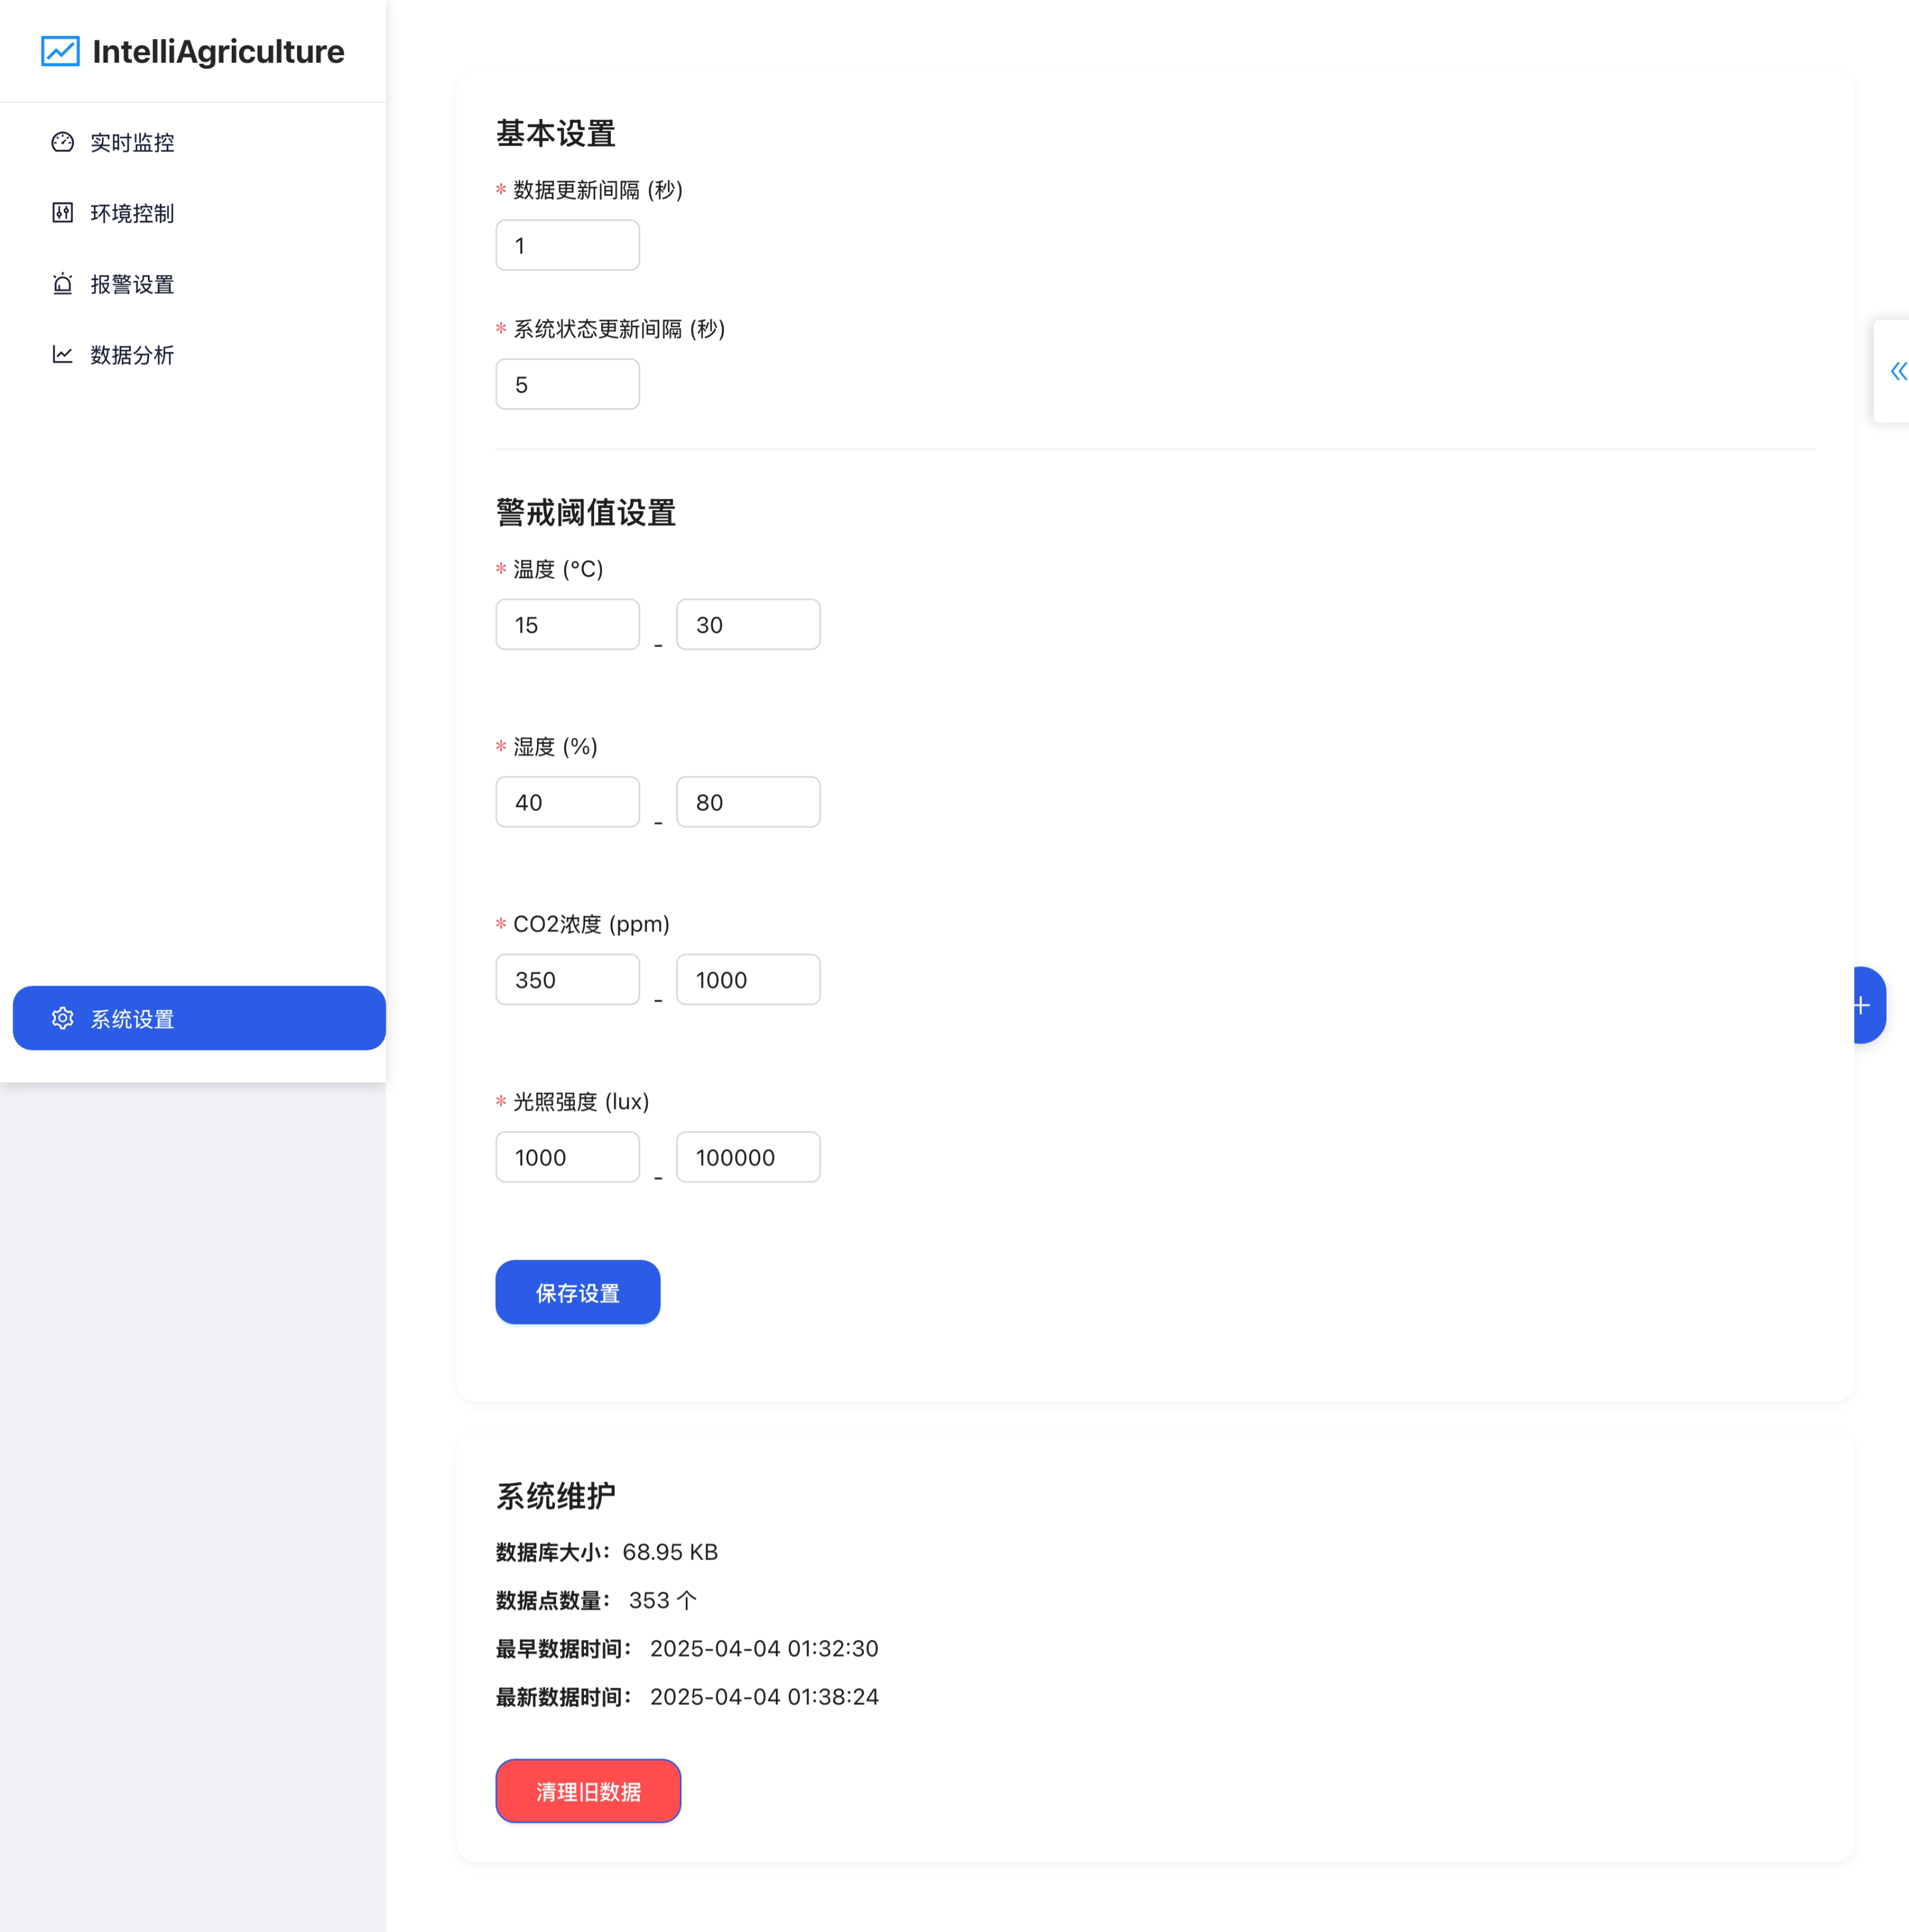 IntelliAgriculture
实时监控
环境控制
报警设置
数据分析
系统设置
基本设置
* 数据更新间隔 (秒)
1
* 系统状态更新间隔 (秒)
5
警戒阈值设置
* 温度 (°C)
15 - 30
* 湿度 (%)
40 - 80
* CO2浓度 (ppm)
350 - 1000
* 光照强度 (lux)
1000 - 100000
保存设置
系统维护
数据库大小: 68.95 KB
数据点数量: 353 个
最早数据时间: 2025-04-04 01:32:30
最新数据时间: 2025-04-04 01:38:24
清理旧数据